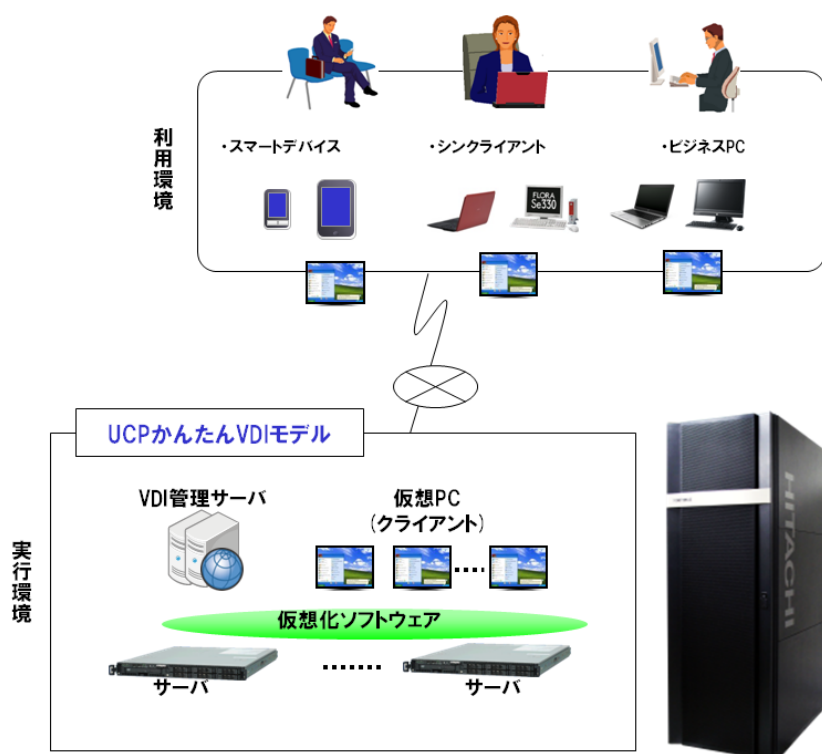 利用環境
・スマートデバイス
・シンクライアント
・ビジネスPC
FLORA
Se330
UCPかんたんVDIモデル
実行環境
VDI管理サーバ
仮想PC
(クライアント)
仮想化ソフトウェア
サーバ
サーバ
HITACHI